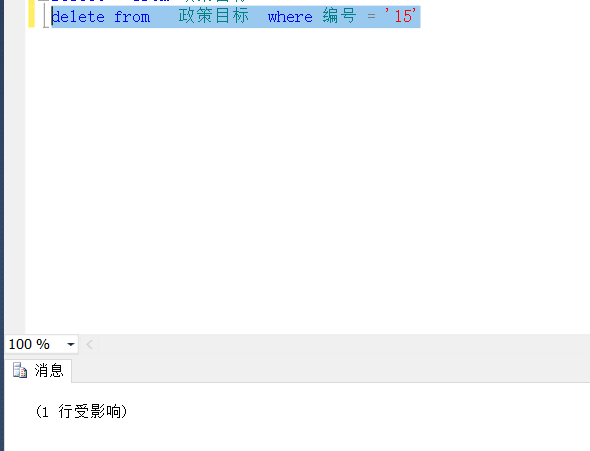 delete from 政策目标 where 编号 = '15'
100 %
消息
(1 行受影响)